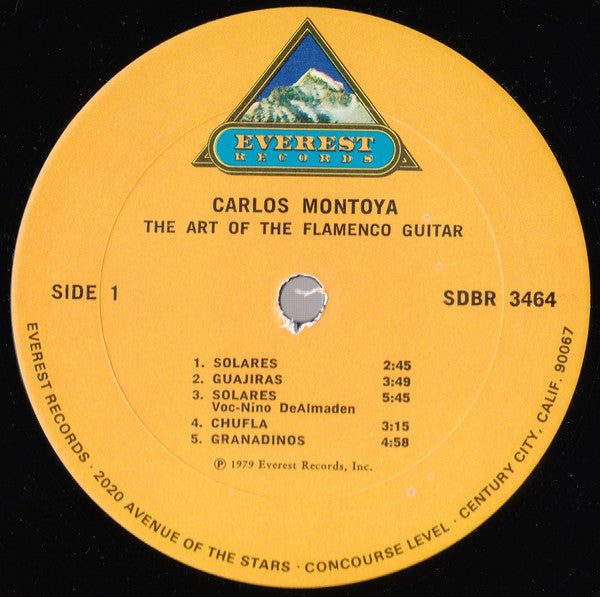 EVEREST
RECORDS
CARLOS MONTOYA
THE ART OF THE FLAMENCO GUITAR
SIDE 1
SDBR 3464
1. SOLARES 2:45
2. GUAJIRAS 3:49
3. SOLARES 5:45
Voc-Nino DeAlmaden
4. CHUFLA 3:15
5. GRANADINOS 4:58
℗ 1979 Everest Records, Inc.
EVEREST RECORDS · 2020 AVENUE OF THE STARS · CONCOURSE LEVEL · CENTURY CITY, CALIF. 90067